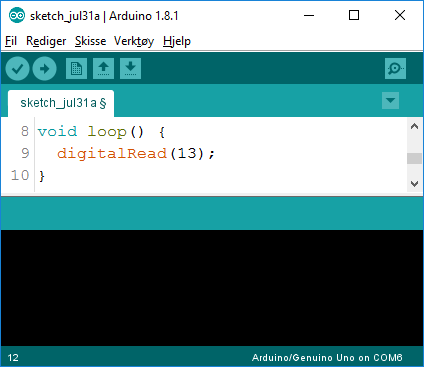 sketch_jul31a | Arduino 1.8.1
Fil Rediger Skisse Verktøy Hjelp
sketch_jul31a §
8 void loop() {
9 digitalRead(13);
10 }
12 Arduino/Genuino Uno on COM6